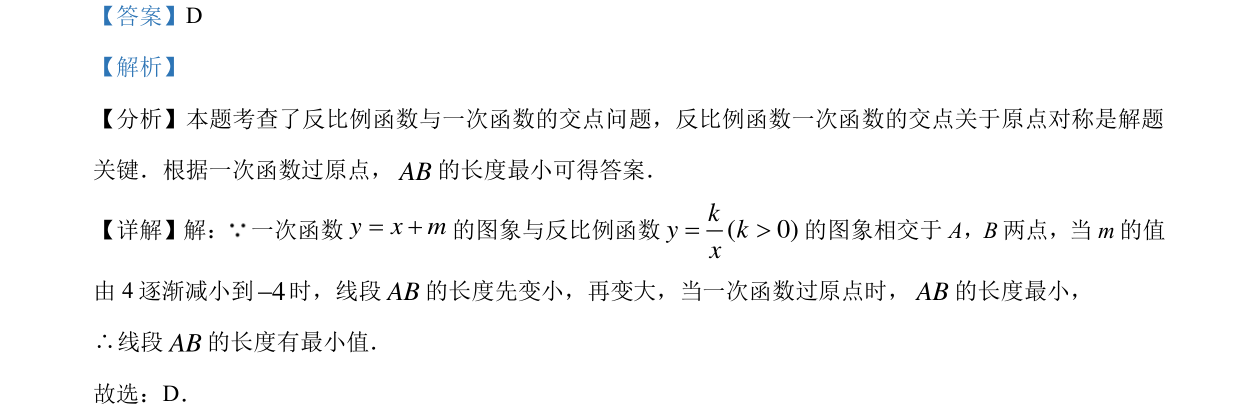 【答案】D
【解析】
【分析】本题考查了反比例函数与一次函数的交点问题，反比例函数一次函数的交点关于原点对称是解题
关键．根据一次函数过原点， AB 的长度最小可得答案．
【详解】解：∵一次函数 y = x + m 的图象与反比例函数 y = k/x (k > 0) 的图象相交于 A，B 两点，当 m 的值
由 4 逐渐减小到 –4 时，线段 AB 的长度先变小，再变大，当一次函数过原点时， AB 的长度最小，
∴线段 AB 的长度有最小值．
故选：D．